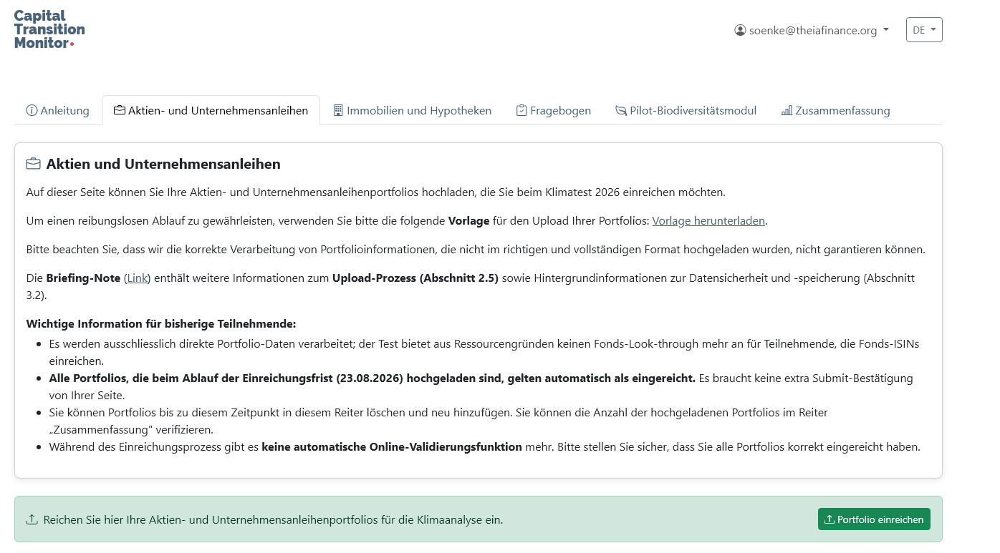 Capital
Transition
Monitor
soenke@theiafinance.org
DE
Anleitung
Aktien- und Unternehmensanleihen
Immobilien und Hypotheken
Fragebogen
Pilot-Biodiversitätsmodul
Zusammenfassung
Aktien und Unternehmensanleihen
Auf dieser Seite können Sie Ihre Aktien- und Unternehmensanleihenportfolios hochladen, die Sie beim Klimatest 2026 einreichen möchten.
Um einen reibungslosen Ablauf zu gewährleisten, verwenden Sie bitte die folgende Vorlage für den Upload Ihrer Portfolios: Vorlage herunterladen.
Bitte beachten Sie, dass wir die korrekte Verarbeitung von Portfolioinformationen, die nicht im richtigen und vollständigen Format hochgeladen wurden, nicht garantieren können.
Die Briefing-Note (Link) enthält weitere Informationen zum Upload-Prozess (Abschnitt 2.5) sowie Hintergrundinformationen zur Datensicherheit und -speicherung (Abschnitt
3.2).
Wichtige Information für bisherige Teilnehmende:
• Es werden ausschliesslich direkte Portfolio-Daten verarbeitet; der Test bietet aus Ressourcengründen keinen Fonds-Look-through mehr an für Teilnehmende, die Fonds-ISINs
einreichen.
• Alle Portfolios, die beim Ablauf der Einreichungsfrist (23.08.2026) hochgeladen sind, gelten automatisch als eingereicht. Es braucht keine extra Submit-Bestätigung
von Ihrer Seite.
• Sie können Portfolios bis zu diesem Zeitpunkt in diesem Reiter löschen und neu hinzufügen. Sie können die Anzahl der hochgeladenen Portfolios im Reiter
„Zusammenfassung" verifizieren.
• Während des Einreichungsprozess gibt es keine automatische Online-Validierungsfunktion mehr. Bitte stellen Sie sicher, dass Sie alle Portfolios korrekt eingereicht haben.
Reichen Sie hier Ihre Aktien- und Unternehmensanleihenportfolios für die Klimaanalyse ein.
Portfolio einreichen